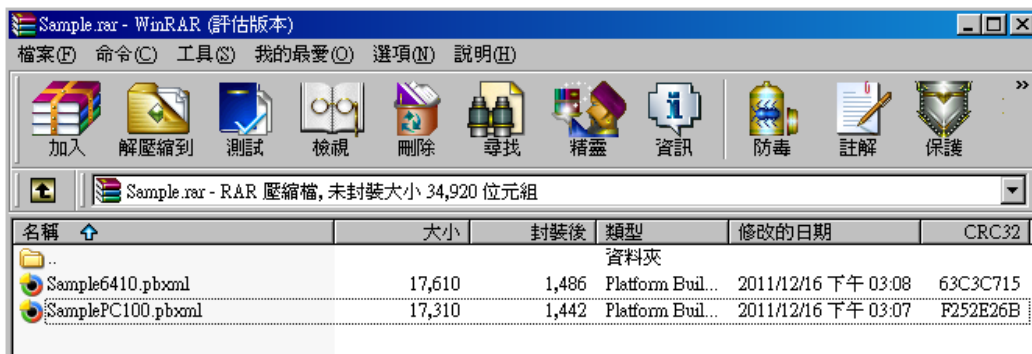 Sample.rar - WinRAR (評估版本)
檔案(F) 命令(C) 工具(S) 我的最愛(O) 選項(N) 說明(H)
加入 解壓縮到 測試 檢視 刪除 尋找 精靈 資訊 防毒 註解 保護 »
Sample.rar - RAR 壓縮檔, 未封裝大小 34,920 位元組
名稱 大小 封裝後 類型 修改的日期 CRC32
.. 資料夾
Sample6410.pbxml 17,610 1,486 Platform Buil... 2011/12/16 下午 03:08 63C3C715
SamplePC100.pbxml 17,310 1,442 Platform Buil... 2011/12/16 下午 03:07 F252E26B